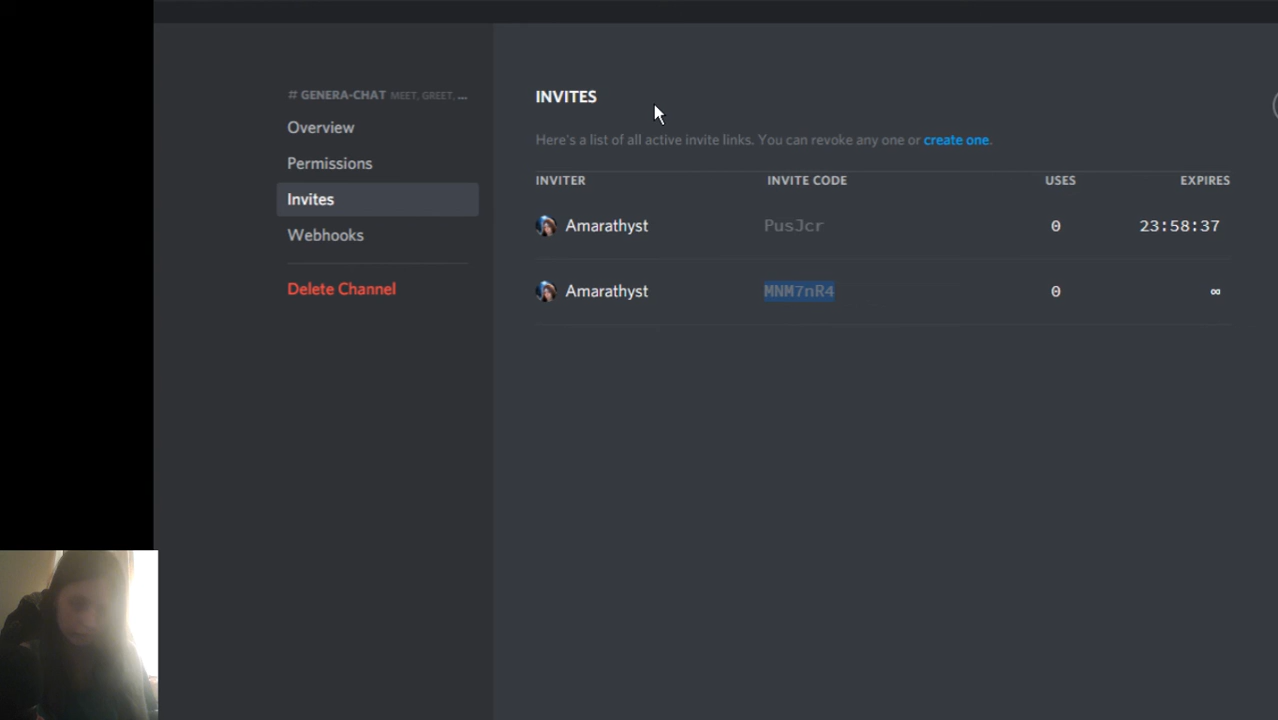 # GENERA-CHAT MEET, GREET, ...
Overview
Permissions
Invites
Webhooks
Delete Channel
INVITES
Here's a list of all active invite links. You can revoke any one or create one.
INVITER INVITE CODE USES EXPIRES
Amarathyst PusJcr 0 23:58:37
Amarathyst MNM7nR4 0 ∞